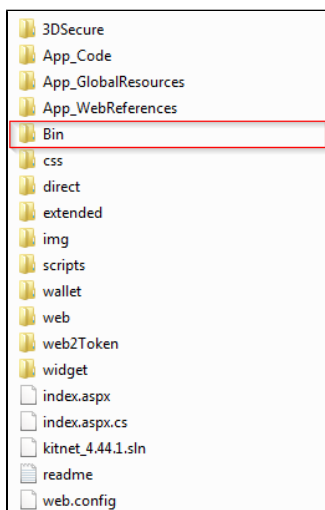 3DSecure
App_Code
App_GlobalResources
App_WebReferences
Bin
css
direct
extended
img
scripts
wallet
web
web2Token
widget
index.aspx
index.aspx.cs
kitnet_4.44.1.sln
readme
web.config